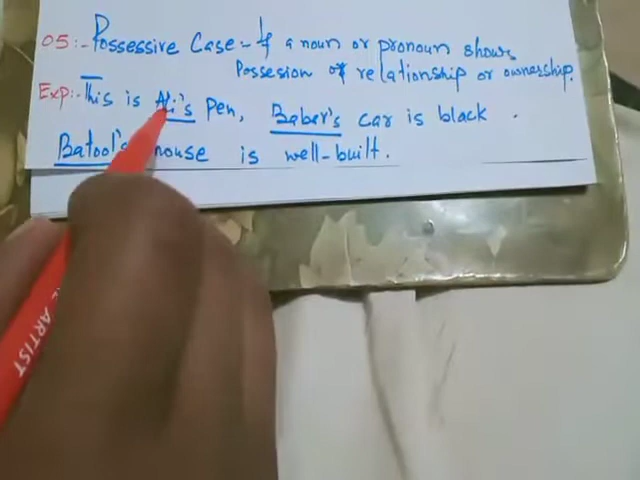 05:- Possessive Case - If a noun or pronoun shows
Possesion of relationship or ownership.
Exp:- This is Ali's Pen, Baber's car is black.
Batool's house is well-built.
ARTIST